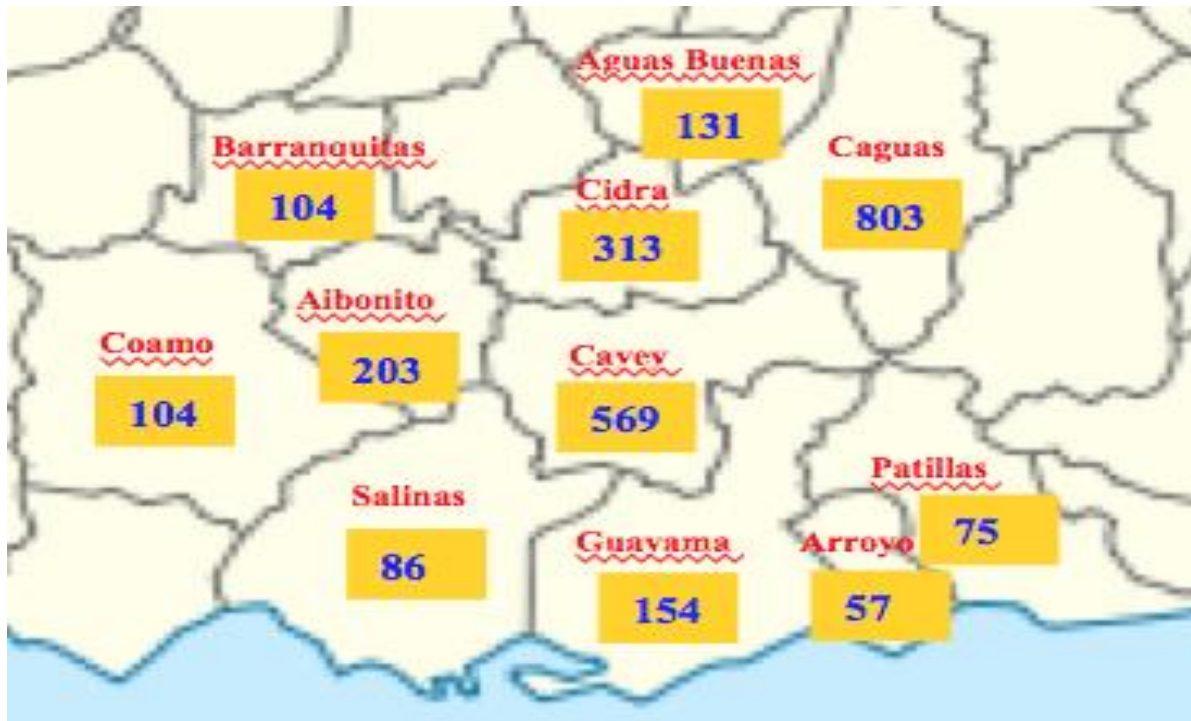 Aguas Buenas
131
Barranquitas
104
Caguas
803
Cidra
313
Aibonito
203
Coamo
104
Cayey
569
Patillas
75
Salinas
86
Guayama
154
Arroyo
57